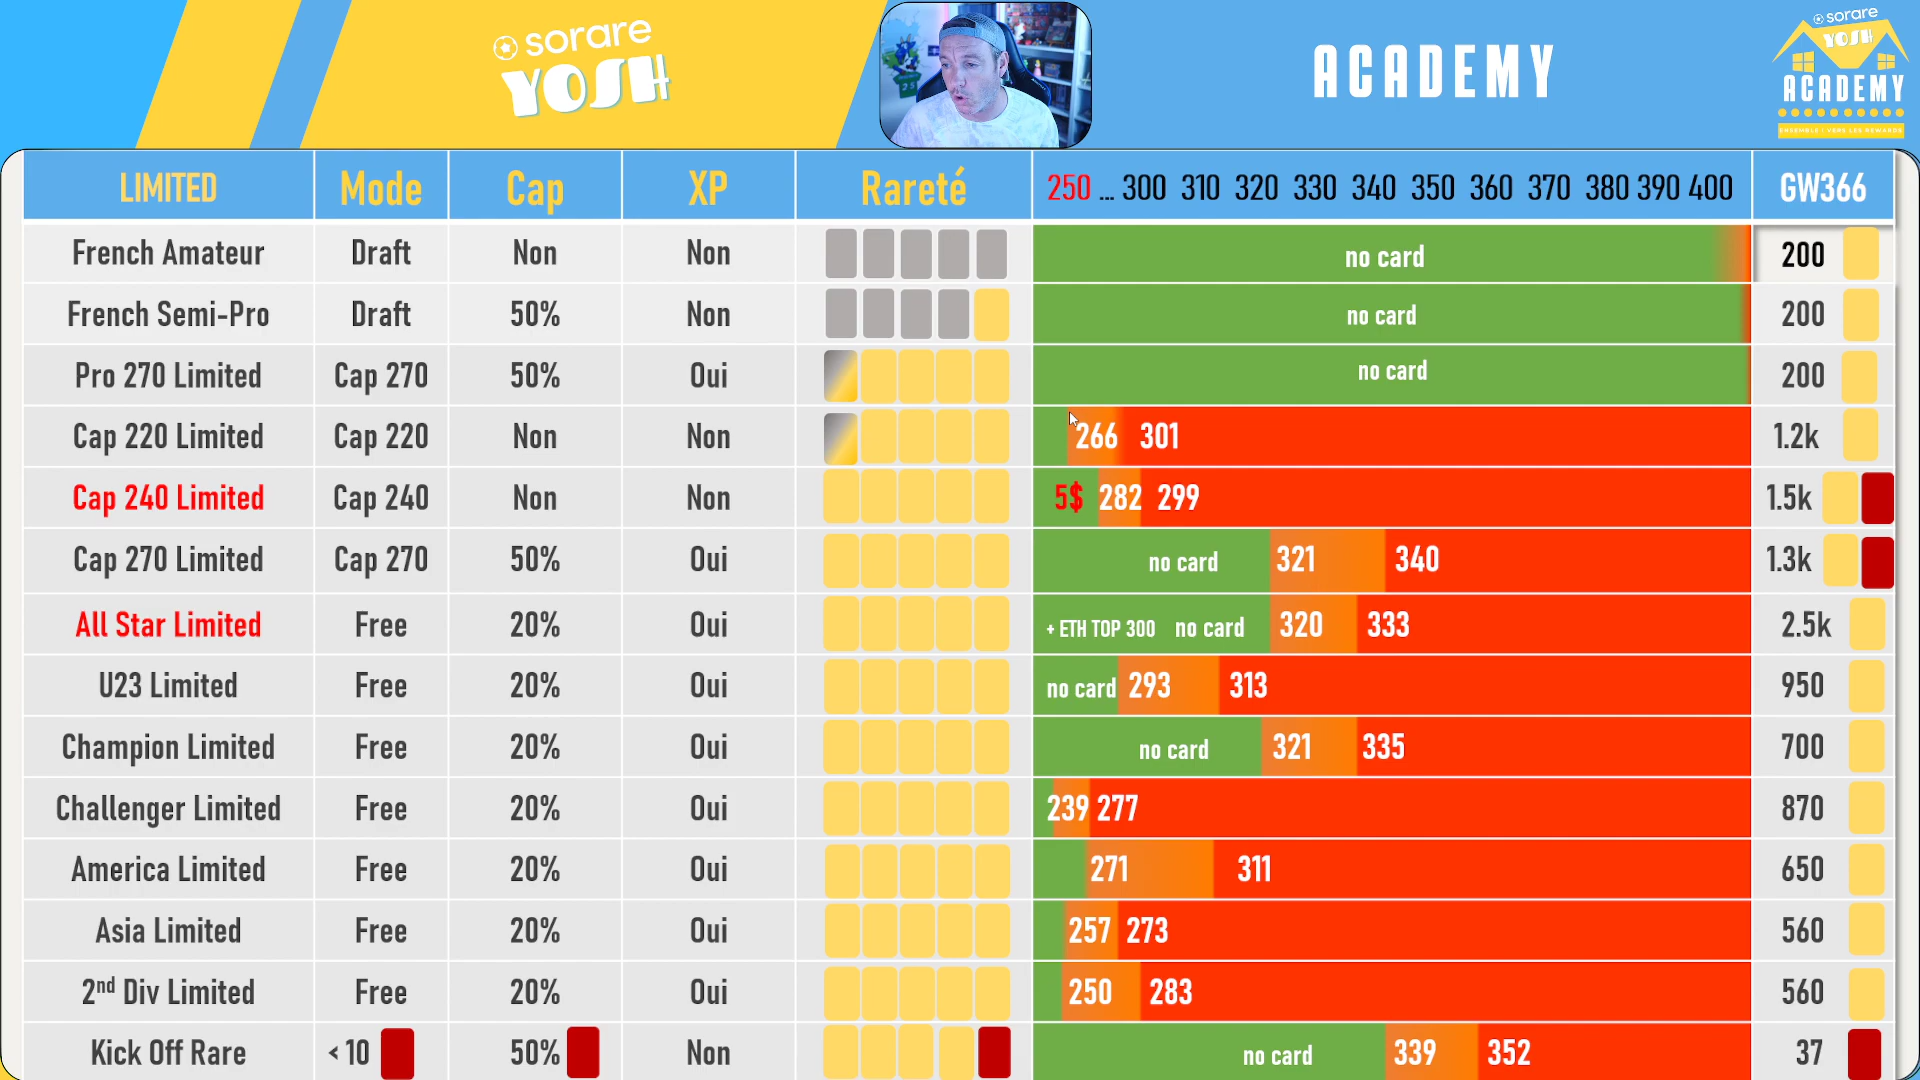 sorare
YOSH
ACADEMY
sorare
YOSH
ACADEMY
ENSEMBLE ! VERS LES REWARDS
LIMITED Mode Cap XP Rareté 250 ... 300 310 320 330 340 350 360 370 380 390 400 GW366
French Amateur Draft Non Non no card 200
French Semi-Pro Draft 50% Non no card 200
Pro 270 Limited Cap 270 50% Oui no card 200
Cap 220 Limited Cap 220 Non Non 266 301 1.2k
Cap 240 Limited Cap 240 Non Non 5$ 282 299 1.5k
Cap 270 Limited Cap 270 50% Oui no card 321 340 1.3k
All Star Limited Free 20% Oui + ETH TOP 300 no card 320 333 2.5k
U23 Limited Free 20% Oui no card 293 313 950
Champion Limited Free 20% Oui no card 321 335 700
Challenger Limited Free 20% Oui 239 277 870
America Limited Free 20% Oui 271 311 650
Asia Limited Free 20% Oui 257 273 560
2nd Div Limited Free 20% Oui 250 283 560
Kick Off Rare < 10 50% Non no card 339 352 37